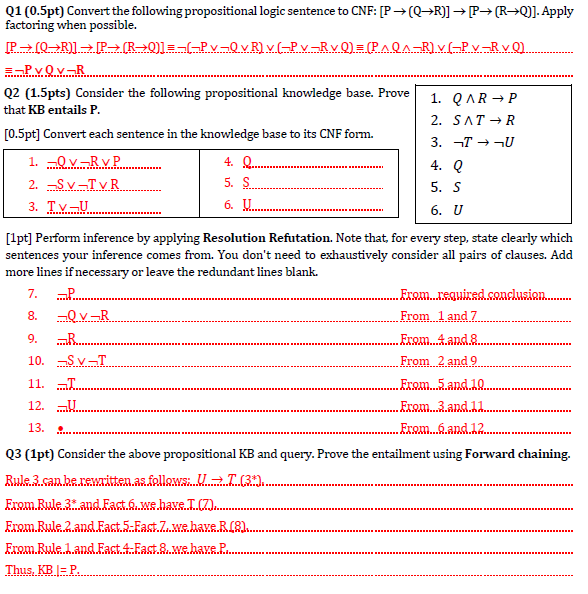 Q1 (0.5pt) Convert the following propositional logic sentence to CNF: [P → (Q→R)] → [P→ (R→Q)]. Apply
factoring when possible.
[P → (Q→R)] → [P→ (R→Q)] ≡ ¬(¬P ∨ ¬Q ∨ R) ∨ (¬P ∨ ¬R ∨ Q) ≡ (P ∧ Q ∧ ¬R) ∨ (¬P ∨ ¬R ∨ Q)
≡ ¬P ∨ Q ∨ ¬R
Q2 (1.5pts) Consider the following propositional knowledge base. Prove
that KB entails P.
[0.5pt] Convert each sentence in the knowledge base to its CNF form.
1. Q ∧ R → P
2. S ∧ T → R
3. ¬T → ¬U
4. Q
5. S
6. U
1. ¬Q ∨ ¬R ∨ P
2. ¬S ∨ ¬T ∨ R
3. T ∨ ¬U
4. Q
5. S
6. U
[1pt] Perform inference by applying Resolution Refutation. Note that, for every step, state clearly which
sentences your inference comes from. You don't need to exhaustively consider all pairs of clauses. Add
more lines if necessary or leave the redundant lines blank.
7. ¬P From required conclusion
8. ¬Q ∨ ¬R From 1 and 7
9. ¬R From 4 and 8
10. ¬S ∨ ¬T From 2 and 9
11. ¬T From 5 and 10
12. ¬U From 3 and 11
13. • From 6 and 12
Q3 (1pt) Consider the above propositional KB and query. Prove the entailment using Forward chaining.
Rule 3 can be rewritten as follows: U → T (3*).
From Rule 3* and Fact 6, we have T (7).
From Rule 2 and Fact 5-Fact 7, we have R (8).
From Rule 1 and Fact 4-Fact 8, we have P.
Thus, KB |= P.